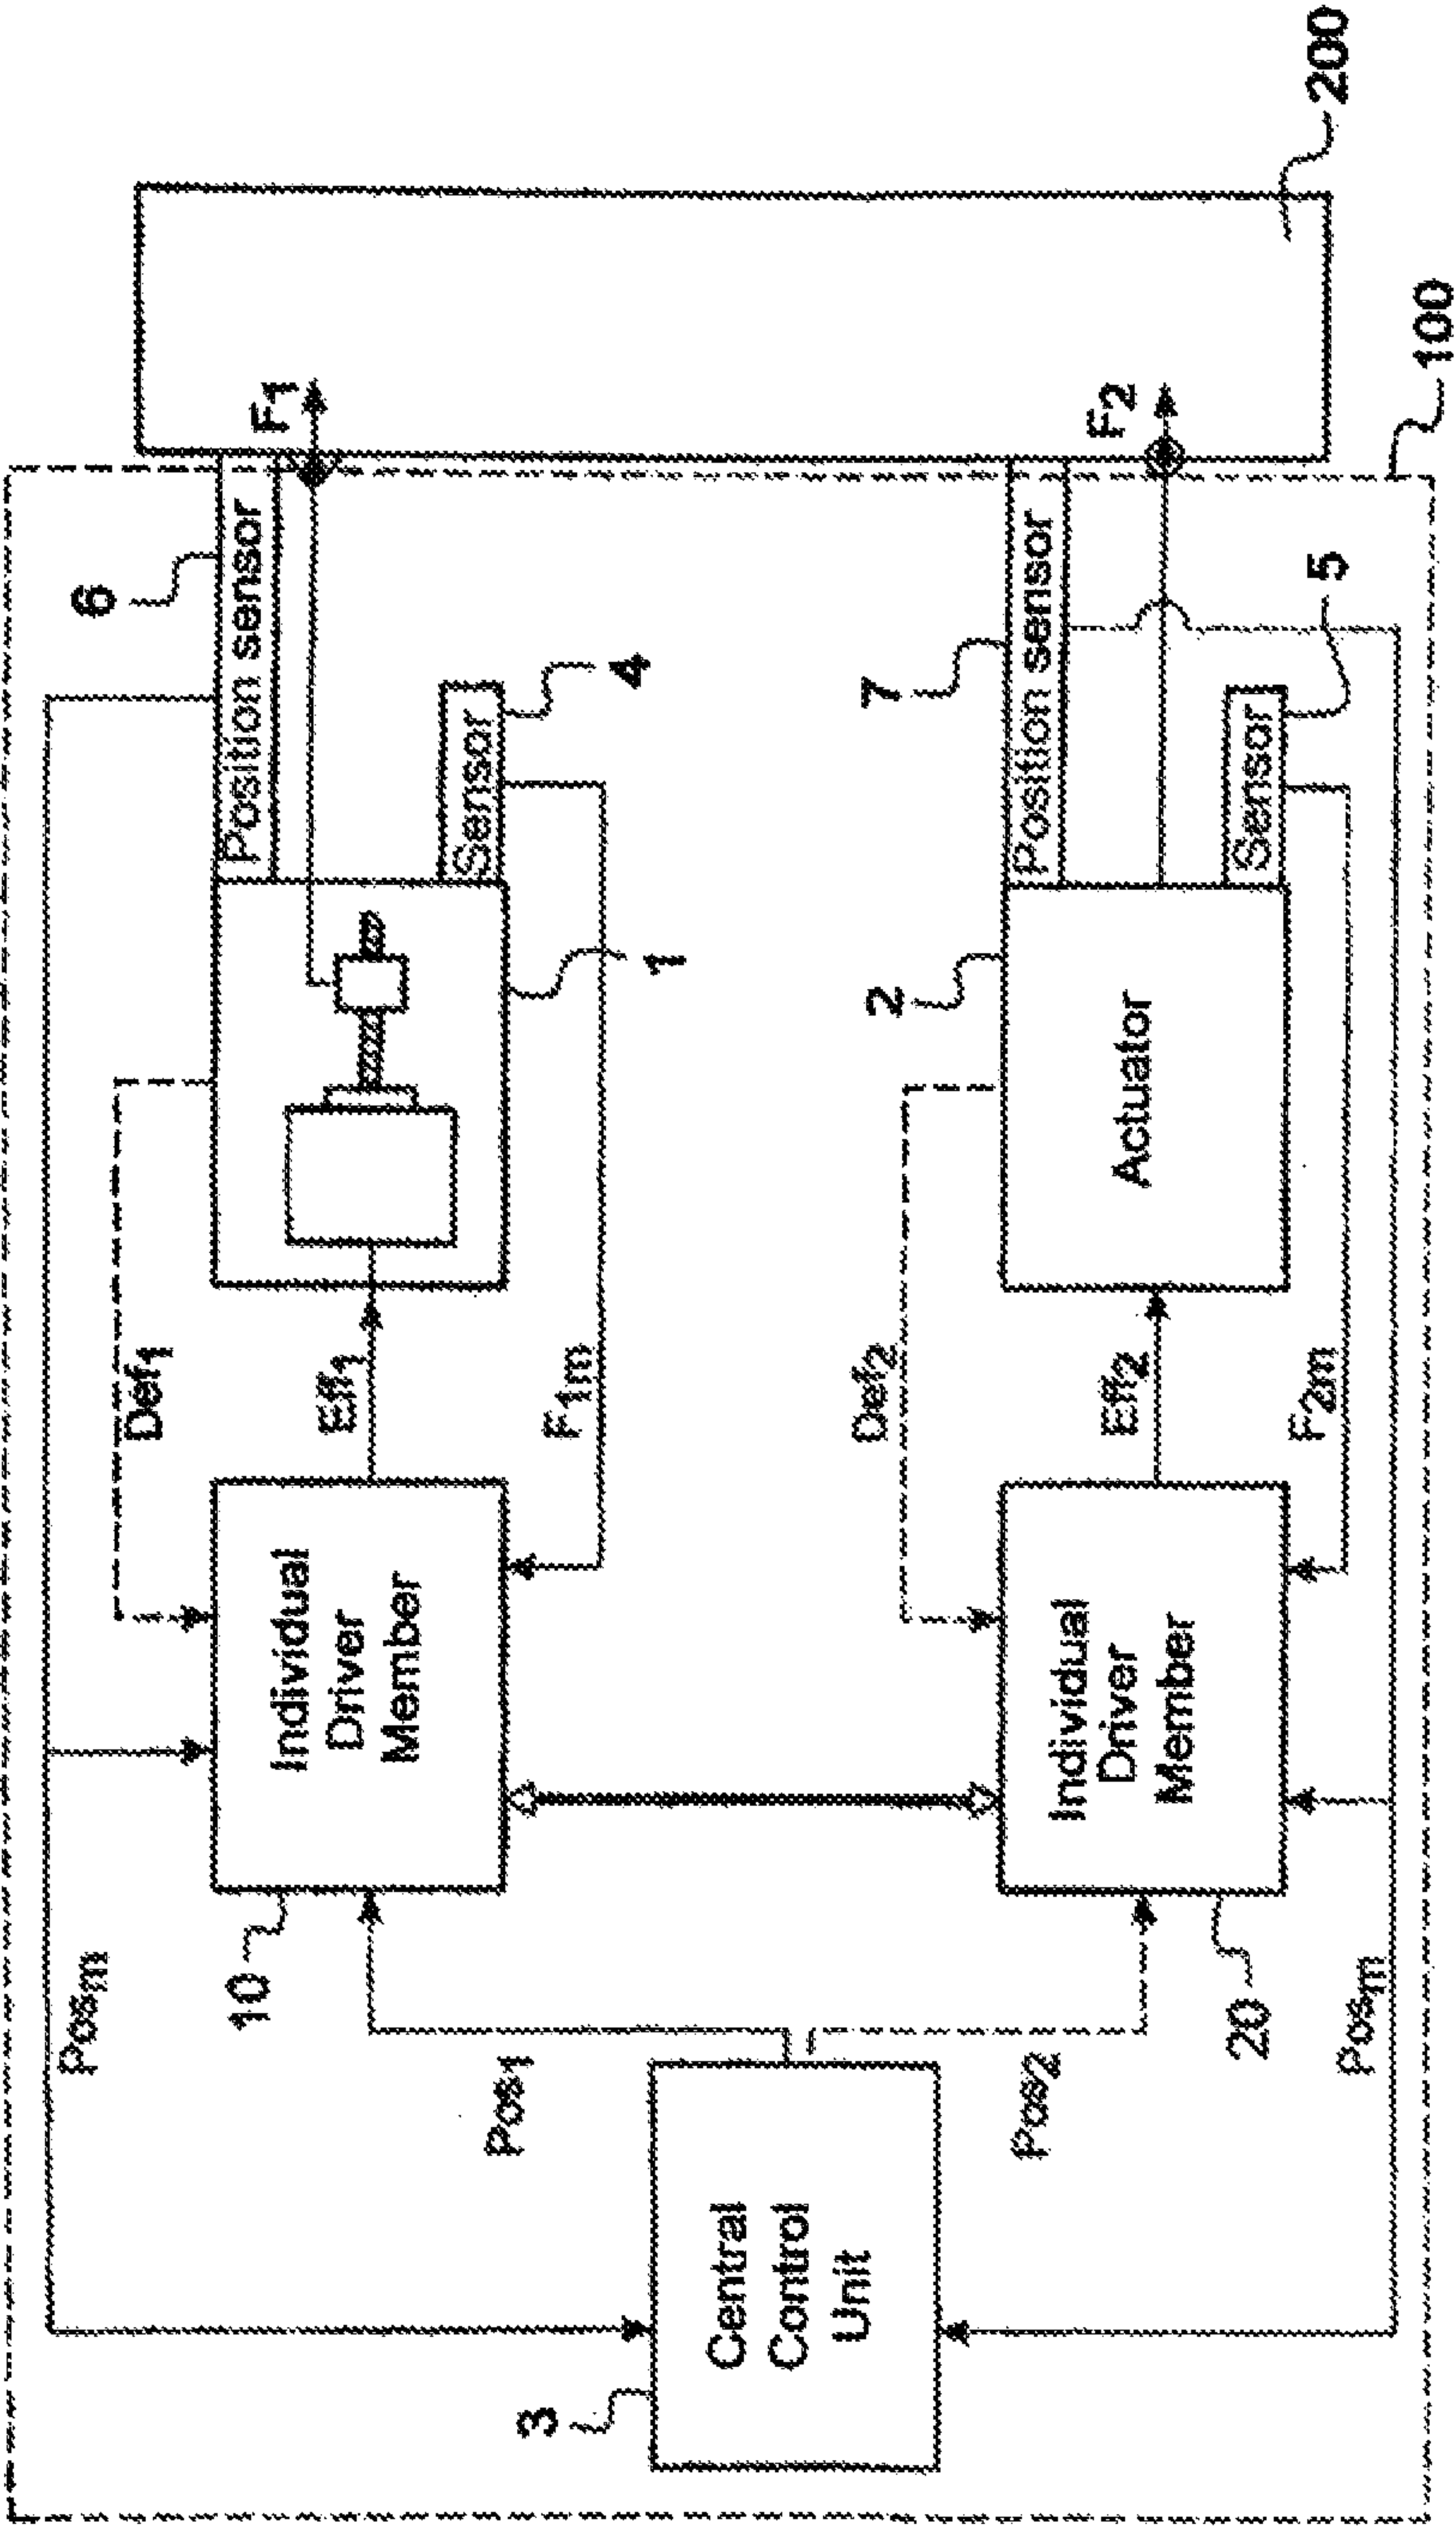 6
Position sensor
F1
Def1
Eff1
F1m
Sensor
4
1
Individual
Driver
Member
10
Posm
Pos1
3
Central
Control
Unit
Pos2
7
Position sensor
F2
200
100
2
Actuator
Sensor
5
Def2
Eff2
F2m
Individual
Driver
Member
20
Posm